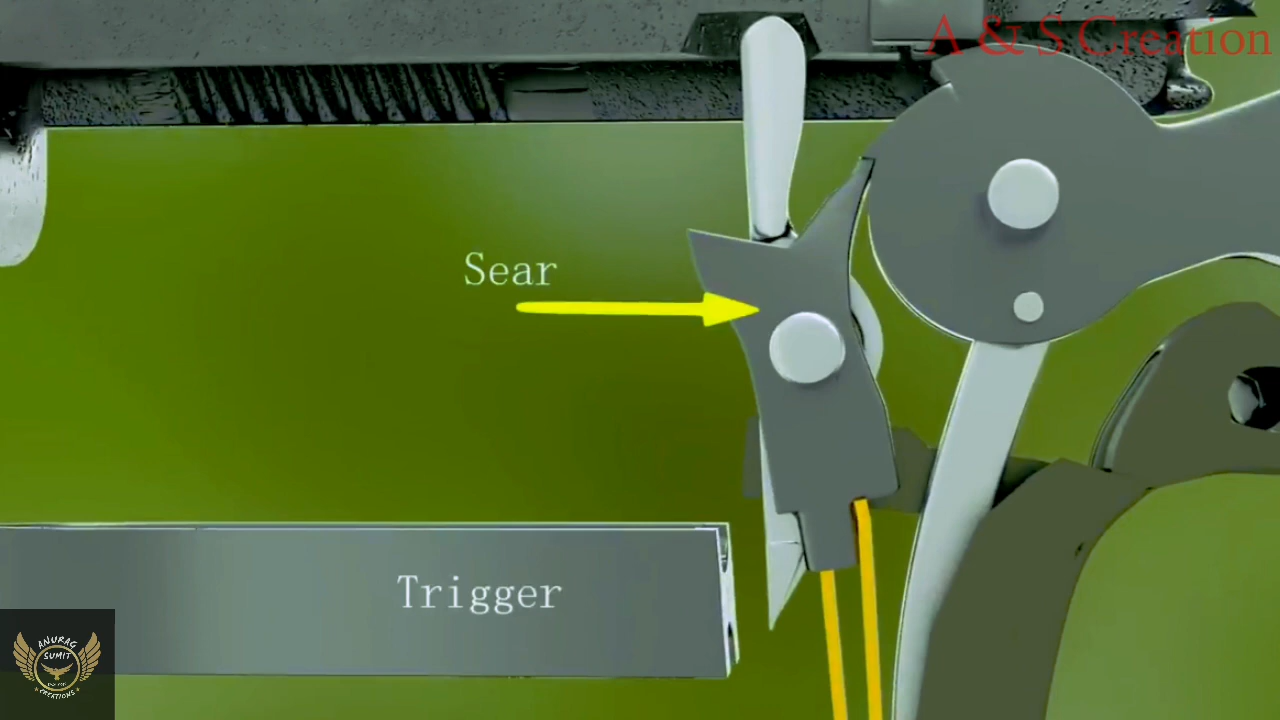 A & S Creation
Sear
Trigger
ANURAG
SUMIT
CREATIONS